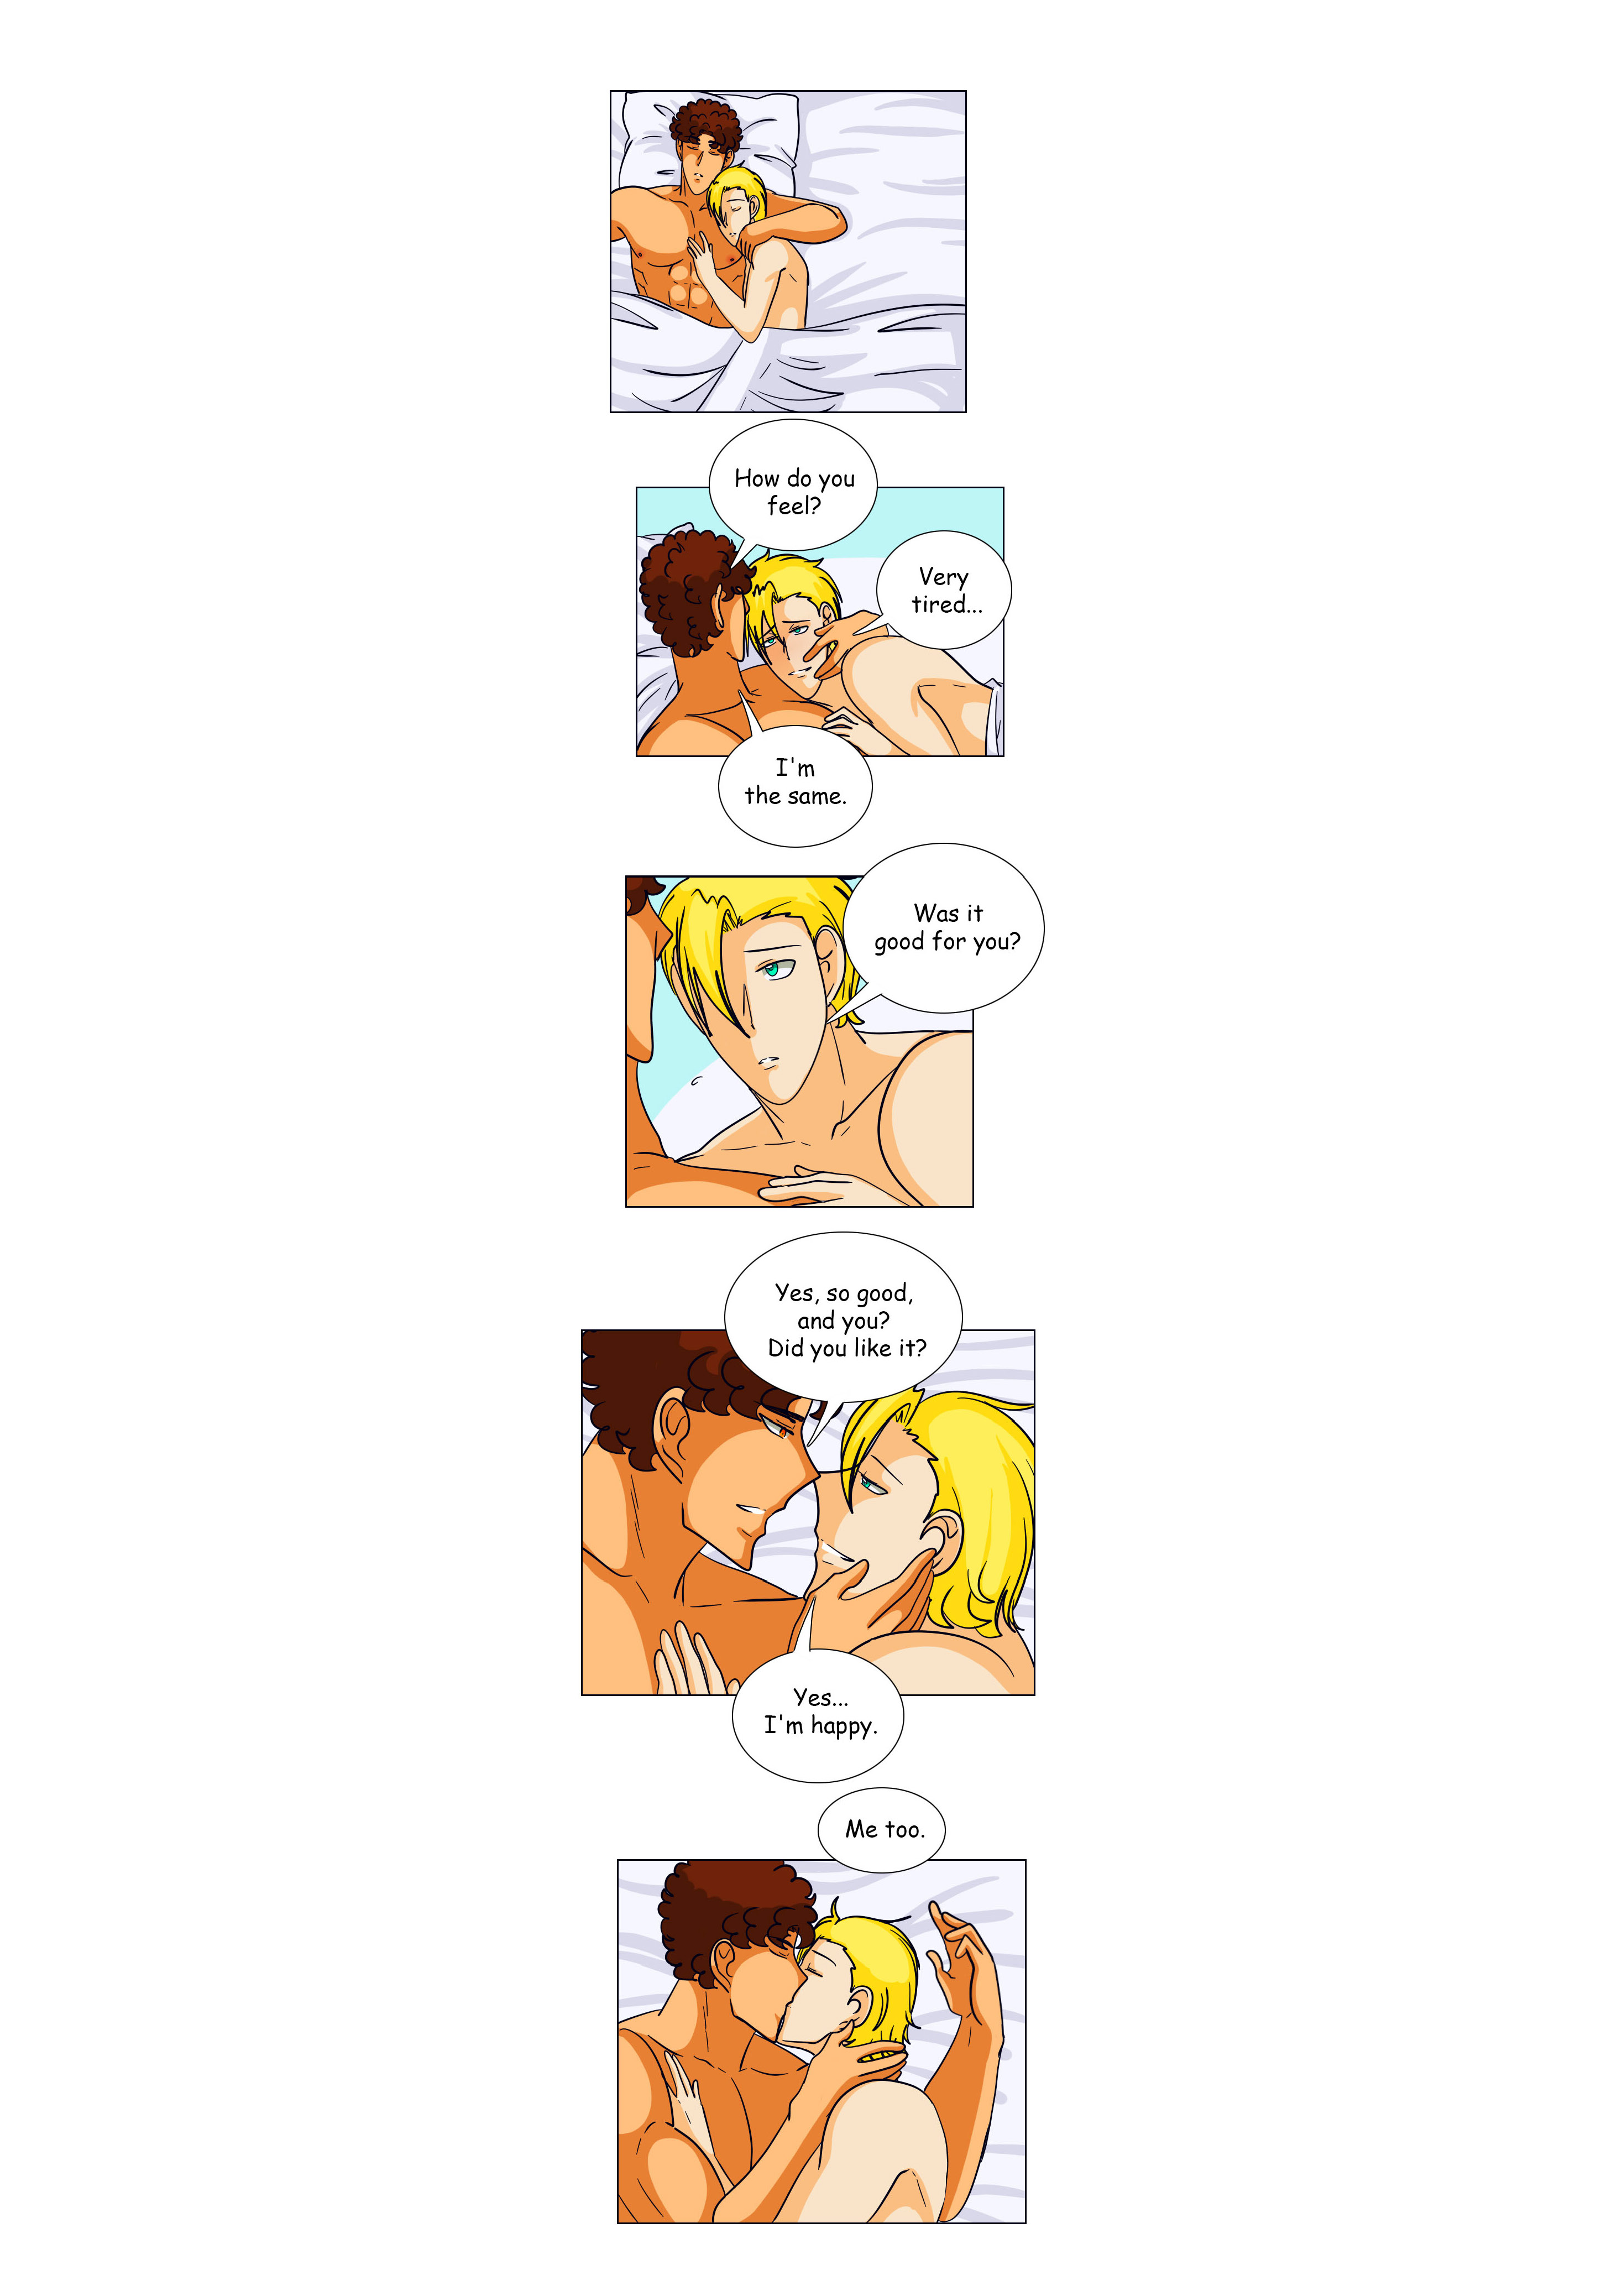 How do you
feel?
Very
tired...
I'm
the same.
Was it
good for you?
Yes, so good,
and you?
Did you like it?
Yes...
I'm happy.
Me too.